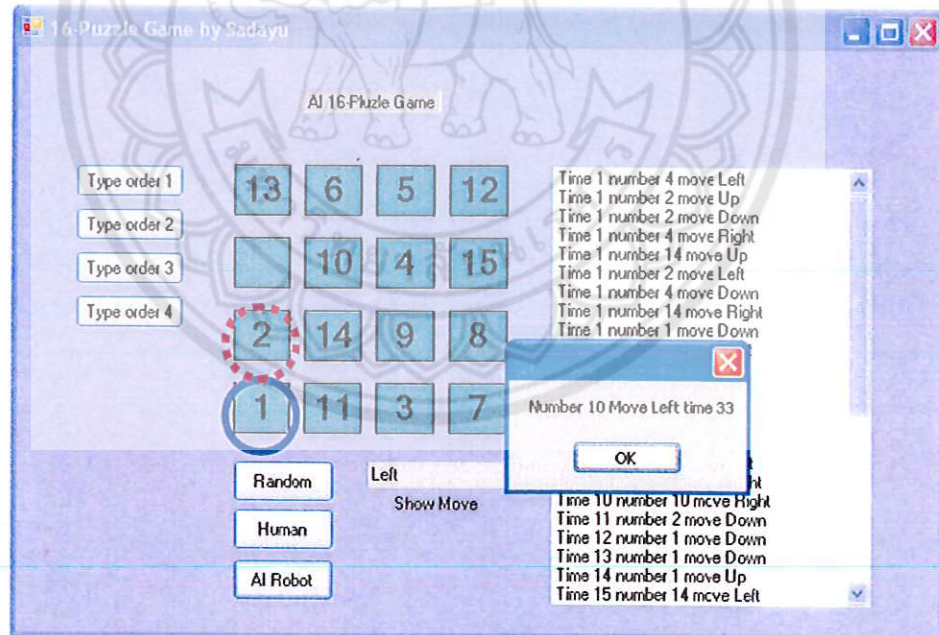 16-Puzzle Game by Sadayu
AI 16-Pluzle Game
Type order 1
Type order 2
Type order 3
Type order 4
13 6 5 12
10 4 15
2 14 9 8
1 11 3 7
Random
Human
AI Robot
Left
Show Move
Time 1 number 4 move Left
Time 1 number 2 move Up
Time 1 number 2 move Down
Time 1 number 4 move Right
Time 1 number 14 move Up
Time 1 number 2 move Left
Time 1 number 4 move Down
Time 1 number 14 move Right
Time 1 number 1 move Down
Number 10 Move Left time 33
OK
Time 10 number 10 move Right
Time 11 number 2 move Down
Time 12 number 1 move Down
Time 13 number 1 move Down
Time 14 number 1 move Up
Time 15 number 14 move Left